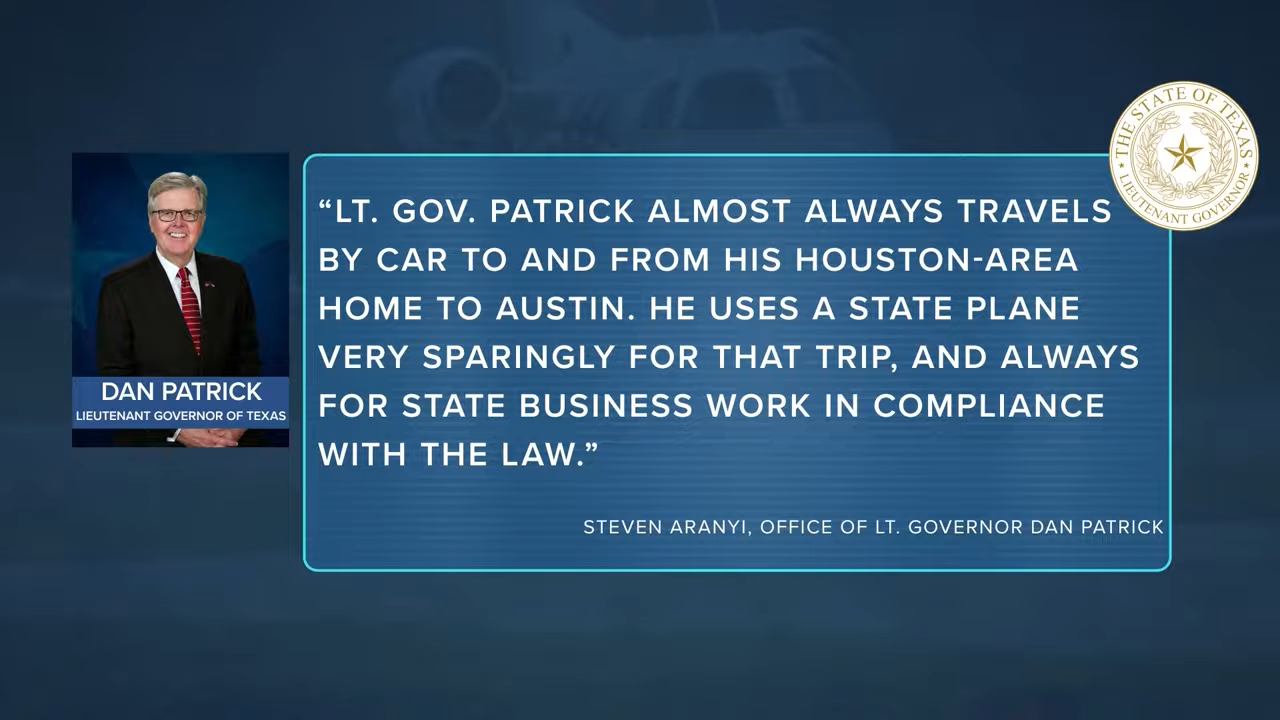 THE STATE OF TEXAS
LIEUTENANT GOVERNOR
“LT. GOV. PATRICK ALMOST ALWAYS TRAVELS
BY CAR TO AND FROM HIS HOUSTON-AREA
HOME TO AUSTIN. HE USES A STATE PLANE
VERY SPARINGLY FOR THAT TRIP, AND ALWAYS
FOR STATE BUSINESS WORK IN COMPLIANCE
WITH THE LAW.”
STEVEN ARANYI, OFFICE OF LT. GOVERNOR DAN PATRICK
DAN PATRICK
LIEUTENANT GOVERNOR OF TEXAS